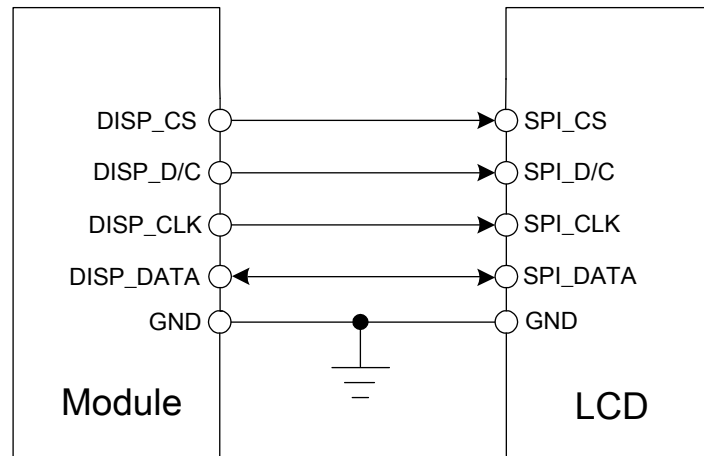 DISP_CS SPI_CS
DISP_D/C SPI_D/C
DISP_CLK SPI_CLK
DISP_DATA SPI_DATA
GND GND
Module LCD